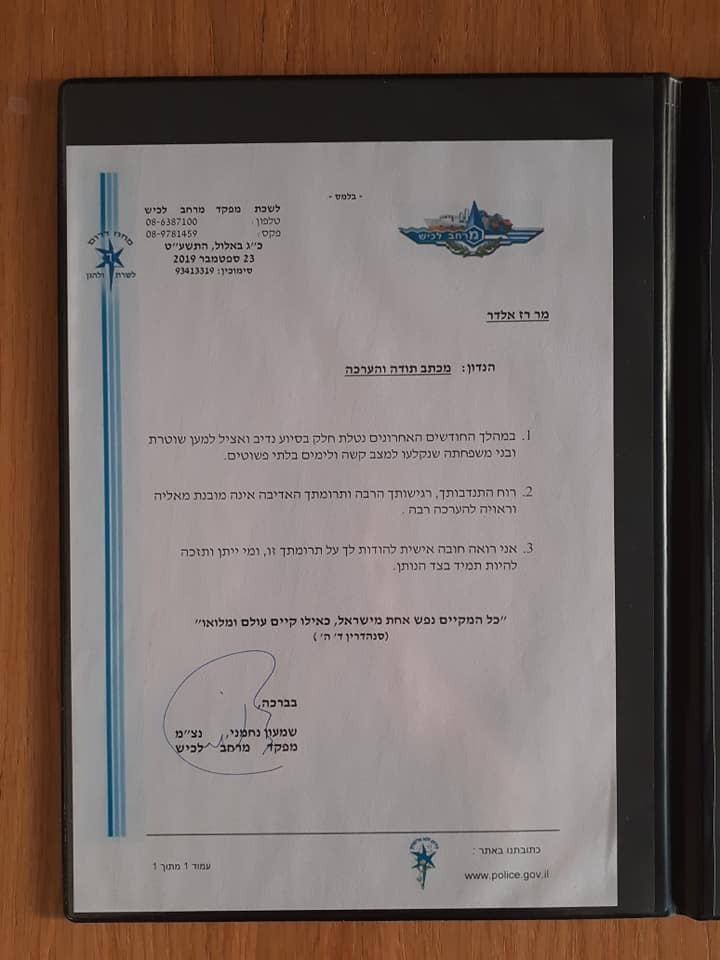 - בלמס -
לשכת מפקד מרחב לכיש
טלפון: 08-6387100
פקס: 08-9781459
כ״ג באלול, התשע״ט
23 ספטמבר 2019
סימוכין: 93413319
מחוז דרום
לשרת ולהגן
מרחב לכיש
מר רז אלדר
הנדון: מכתב תודה והערכה
1. במהלך החודשים האחרונים נטלת חלק בסיוע נדיב ואציל למען שוטרת
ובני משפחתה שנקלעו למצב קשה ולימים בלתי פשוטים.
2. רוח התנדבותך, רגישותך הרבה ותרומתך האדיבה אינה מובנת מאליה
וראויה להערכה רבה .
3. אני רואה חובה אישית להודות לך על תרומתך זו, ומי ייתן ותזכה
להיות תמיד בצד הנותן.
״כל המקיים נפש אחת מישראל, כאילו קיים עולם ומלואו״
(סנהדרין ד׳ ה׳ )
בברכה,
שמעון נחמני, נצ״מ
מפקד מרחב לכיש
כתובתנו באתר :
www.police.gov.il
עמוד 1 מתוך 1